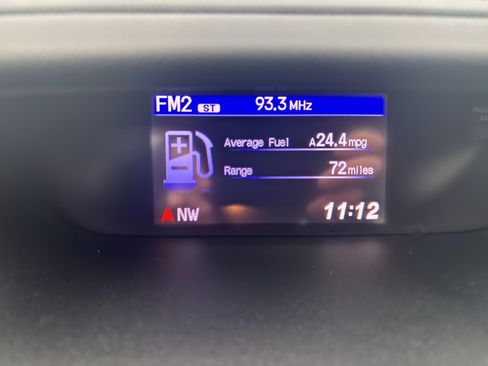 FM2 ST 93.3 MHz
Average Fuel A24.4 mpg
Range 72 miles
NW 11:12